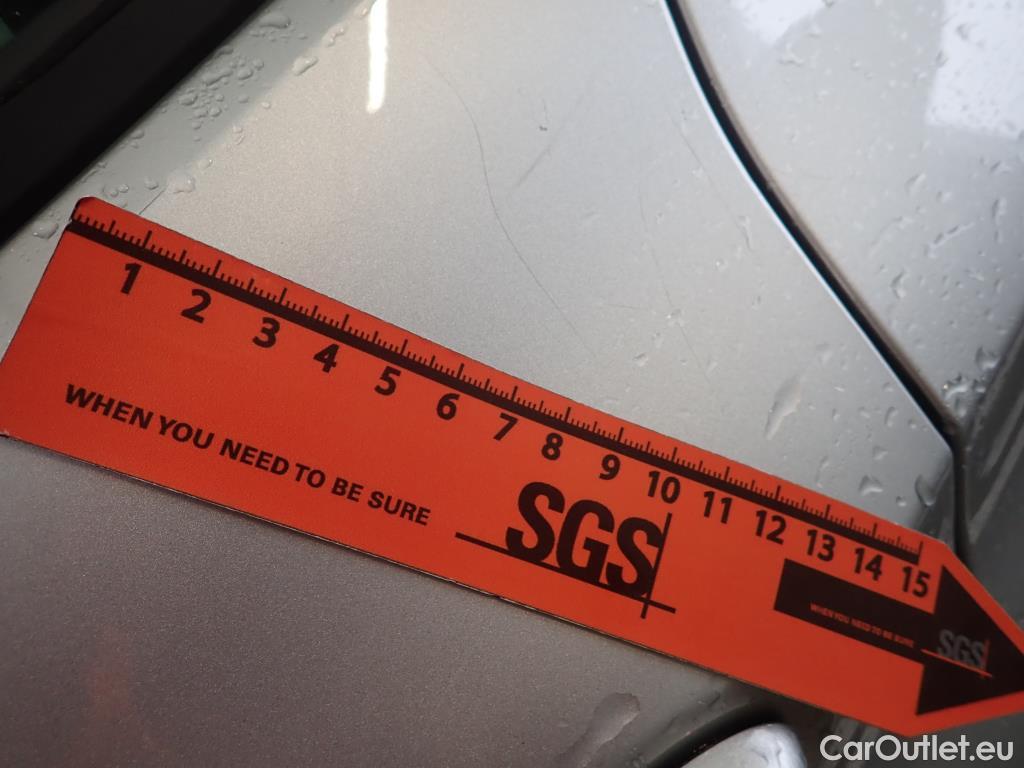 1 2 3 4 5 6 7 8 9 10 11 12 13 14 15
WHEN YOU NEED TO BE SURE
SGS
WHEN YOU NEED TO BE SURE
SGS
CarOutlet.eu